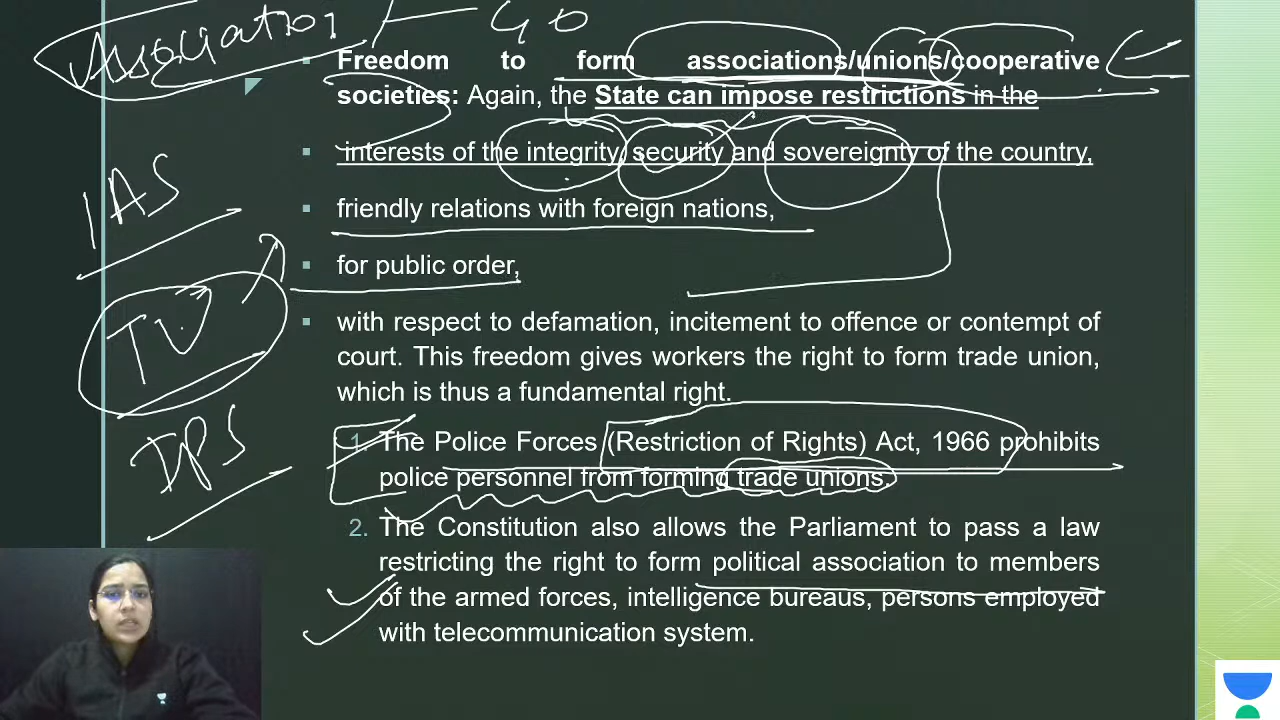 Association
Freedom to form associations/unions/cooperative
societies: Again, the State can impose restrictions in the
interests of the integrity, security and sovereignty of the country,
IAS
friendly relations with foreign nations,
for public order,
TU
with respect to defamation, incitement to offence or contempt of
court. This freedom gives workers the right to form trade union,
which is thus a fundamental right.
IPS
1. The Police Forces (Restriction of Rights) Act, 1966 prohibits
police personnel from forming trade unions.
2. The Constitution also allows the Parliament to pass a law
restricting the right to form political association to members
of the armed forces, intelligence bureaus, persons employed
with telecommunication system.